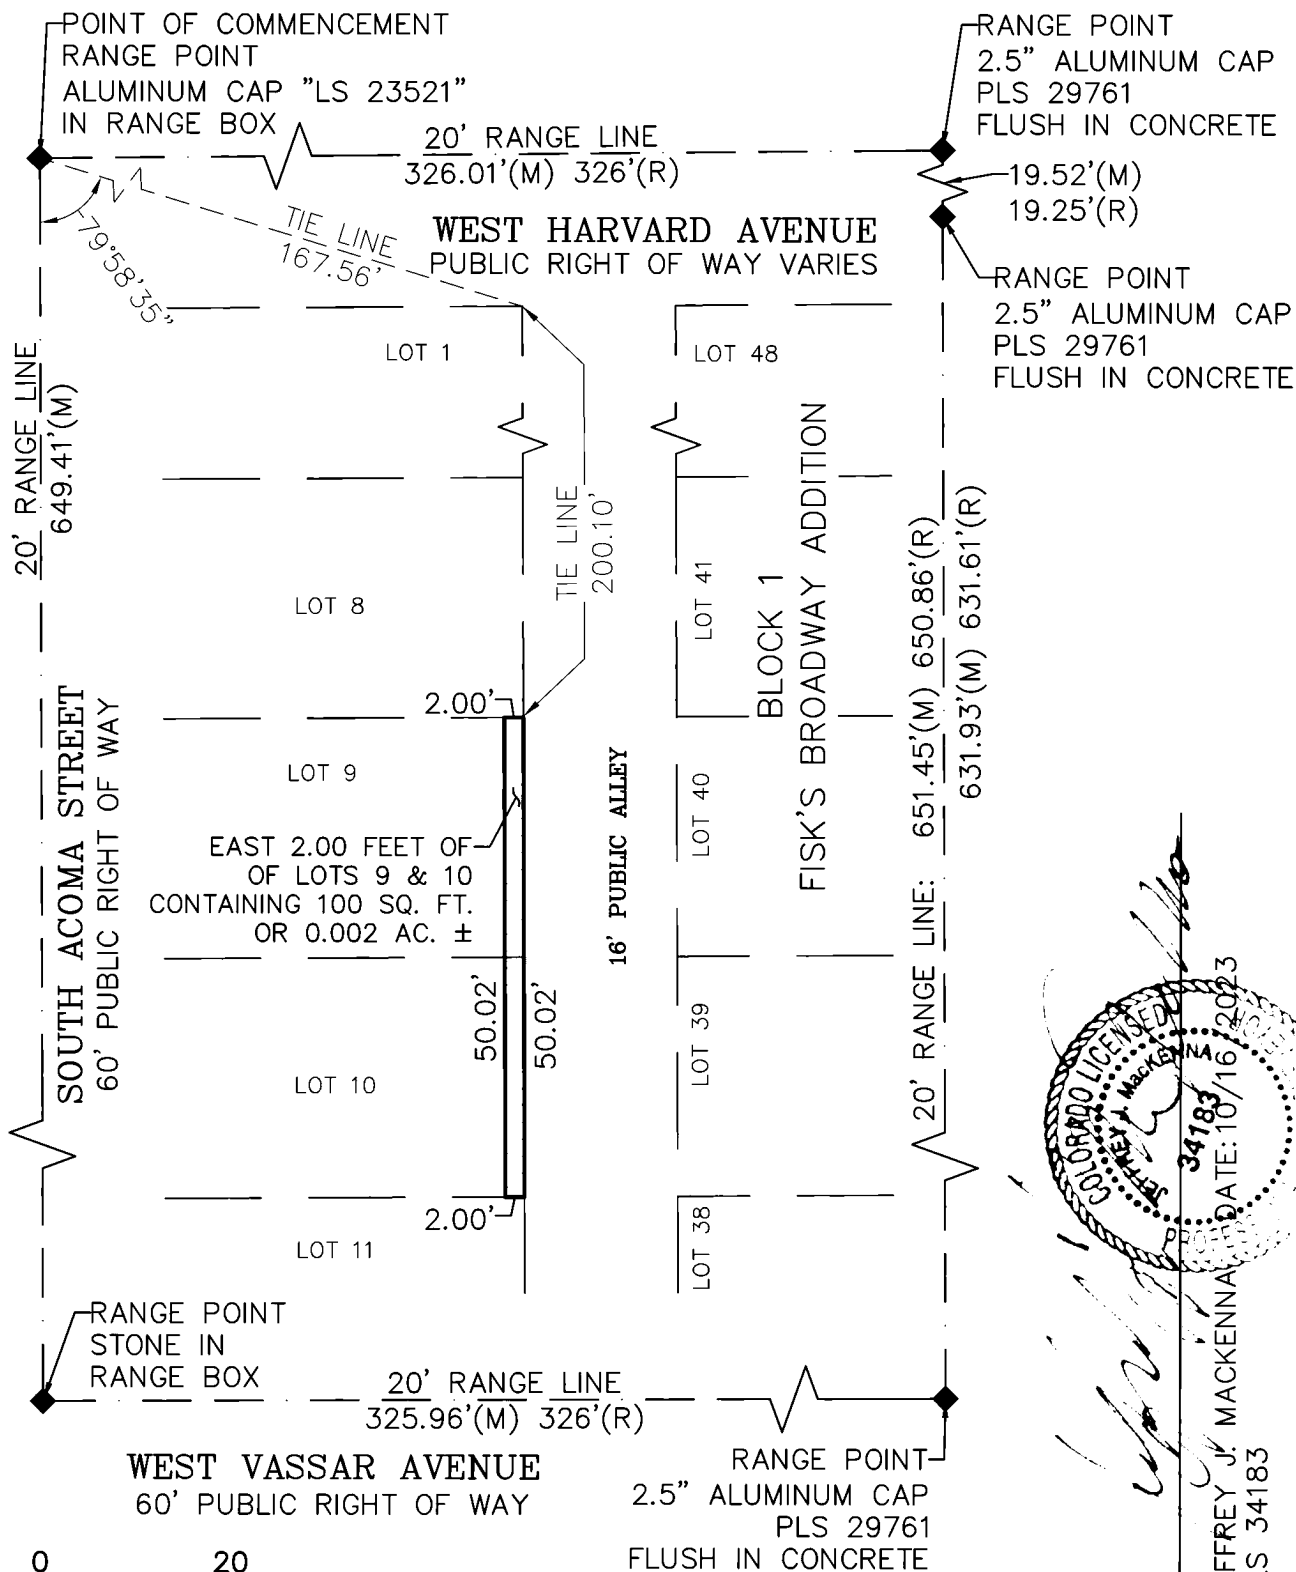 POINT OF COMMENCEMENT
RANGE POINT
ALUMINUM CAP "LS 23521"
IN RANGE BOX
RANGE POINT
2.5" ALUMINUM CAP
PLS 29761
FLUSH IN CONCRETE
20' RANGE LINE
326.01'(M) 326'(R)
19.52'(M)
19.25'(R)
TIE LINE
167.56'
79°58'35"
WEST HARVARD AVENUE
PUBLIC RIGHT OF WAY VARIES
RANGE POINT
2.5" ALUMINUM CAP
PLS 29761
FLUSH IN CONCRETE
LOT 1
LOT 48
20' RANGE LINE
649.41'(M)
TIE LINE
200.10'
LOT 8
LOT 41
BLOCK 1
FISK'S BROADWAY ADDITION
20' RANGE LINE: 651.45'(M) 650.86'(R)
631.93'(M) 631.61'(R)
SOUTH ACOMA STREET
60' PUBLIC RIGHT OF WAY
2.00'
LOT 9
16' PUBLIC ALLEY
LOT 40
EAST 2.00 FEET OF
OF LOTS 9 & 10
CONTAINING 100 SQ. FT.
OR 0.002 AC. ±
50.02'
50.02'
LOT 39
LOT 10
2.00'
LOT 38
LOT 11
COLORADO LICENSED
JEFFREY J. MacKENNA
34183
DATE: 10/16/2023
FFREY J. MACKENNA
S 34183
RANGE POINT
STONE IN
RANGE BOX
20' RANGE LINE
325.96'(M) 326'(R)
WEST VASSAR AVENUE
60' PUBLIC RIGHT OF WAY
RANGE POINT
2.5" ALUMINUM CAP
PLS 29761
FLUSH IN CONCRETE
0 20